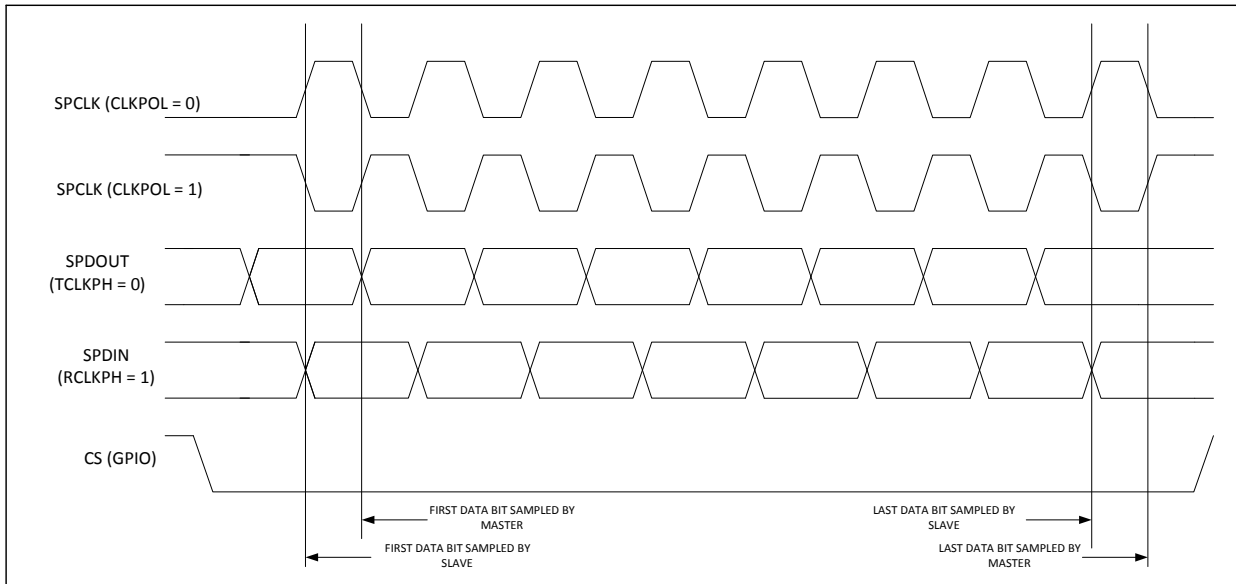 SPCLK (CLKPOL = 0)
SPCLK (CLKPOL = 1)
SPDOUT
(TCLKPH = 0)
SPDIN
(RCLKPH = 1)
CS (GPIO)
FIRST DATA BIT SAMPLED BY
MASTER
LAST DATA BIT SAMPLED BY
SLAVE
FIRST DATA BIT SAMPLED BY
SLAVE
LAST DATA BIT SAMPLED BY
MASTER